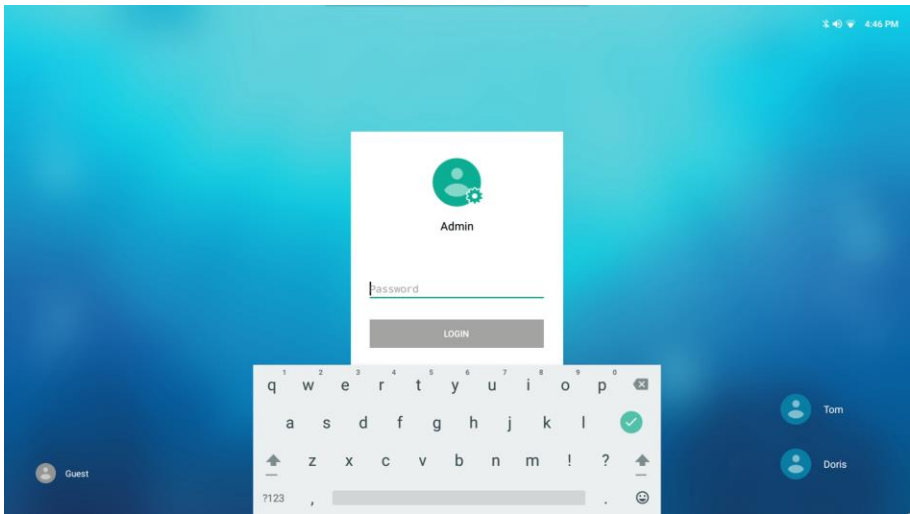 4:46 PM
Admin
Password
LOGIN
1 2 3 4 5 6 7 8 9 0
q w e r t y u i o p
a s d f g h j k l
z x c v b n m ! ?
?123 , .
Tom
Doris
Guest